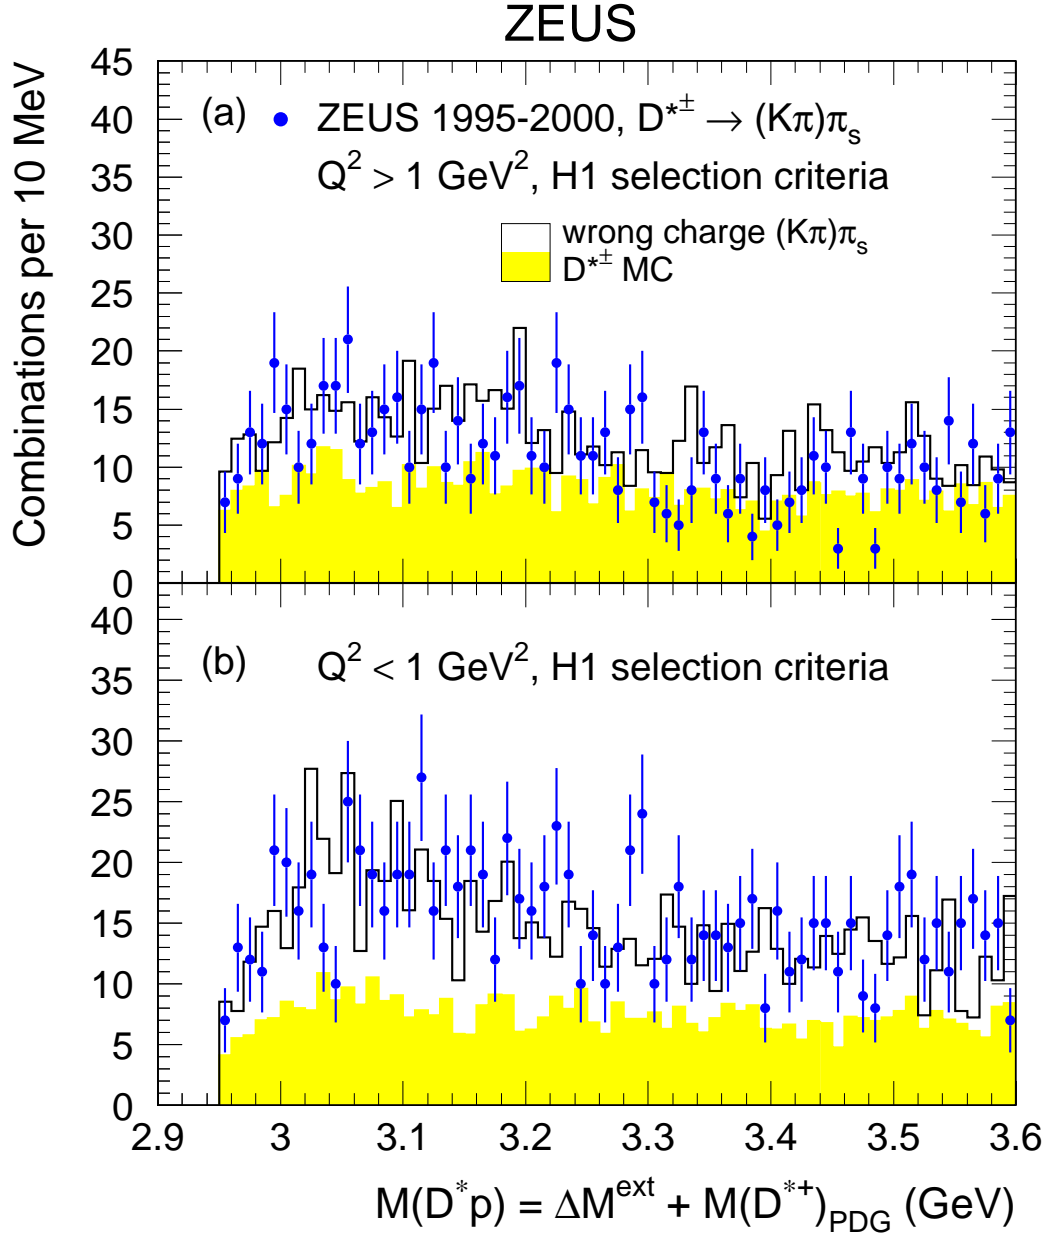 ZEUS
Combinations per 10 MeV
45
40
35
30
25
20
15
10
5
0
(a) ZEUS 1995-2000, D*± → (Kπ)πs
Q² > 1 GeV², H1 selection criteria
wrong charge (Kπ)πs
D*± MC
40
35
30
25
20
15
10
5
0
(b) Q² < 1 GeV², H1 selection criteria
2.9 3 3.1 3.2 3.3 3.4 3.5 3.6
M(D*p) = ΔM^ext + M(D*+)PDG (GeV)